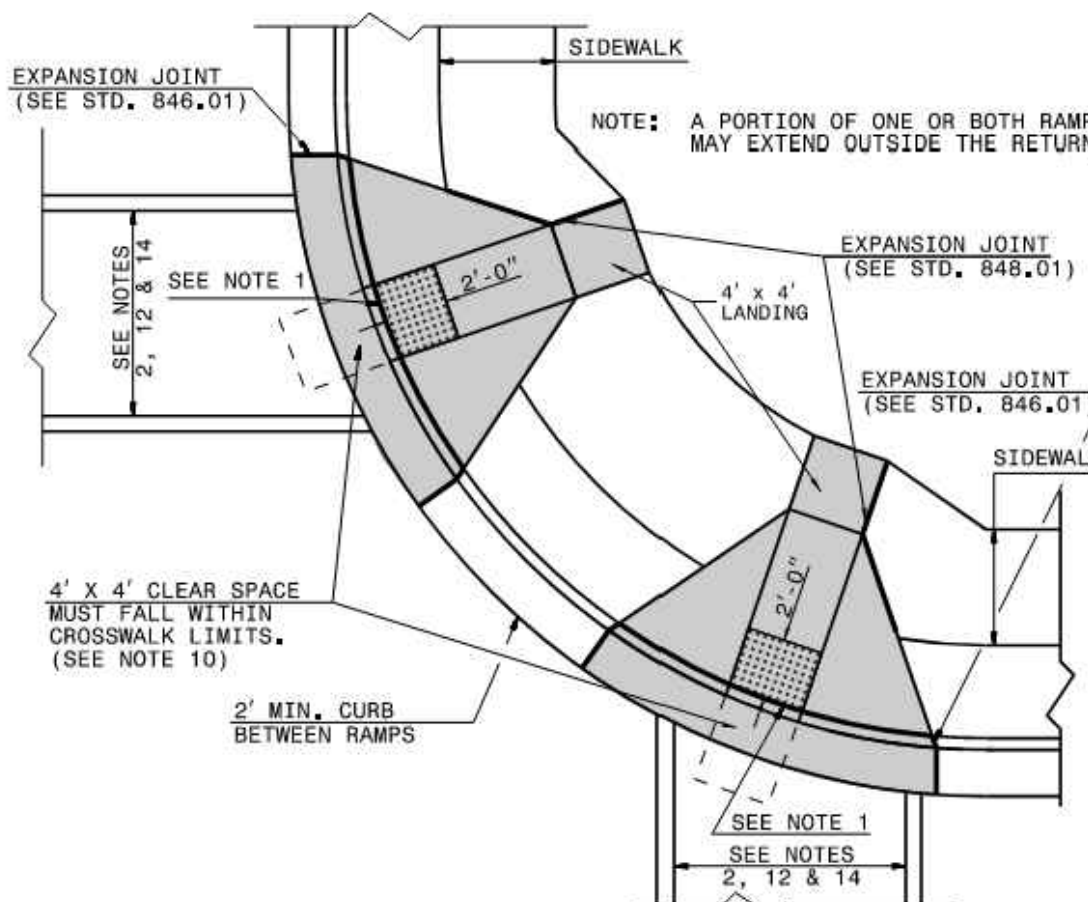 SIDEWALK
EXPANSION JOINT
(SEE STD. 846.01)
NOTE: A PORTION OF ONE OR BOTH
MAY EXTEND OUTSIDE THE
SEE NOTES
2, 12 & 14
SEE NOTE 1
2'-0"
EXPANSION JOINT
(SEE STD. 848.01)
4' x 4'
LANDING
EXPANSION JOINT
(SEE STD. 846.01
4' X 4' CLEAR SPACE
MUST FALL WITHIN
CROSSWALK LIMITS.
(SEE NOTE 10)
2'-0"
2' MIN. CURB
BETWEEN RAMPS
SEE NOTE 1
SEE NOTES
2, 12 & 14